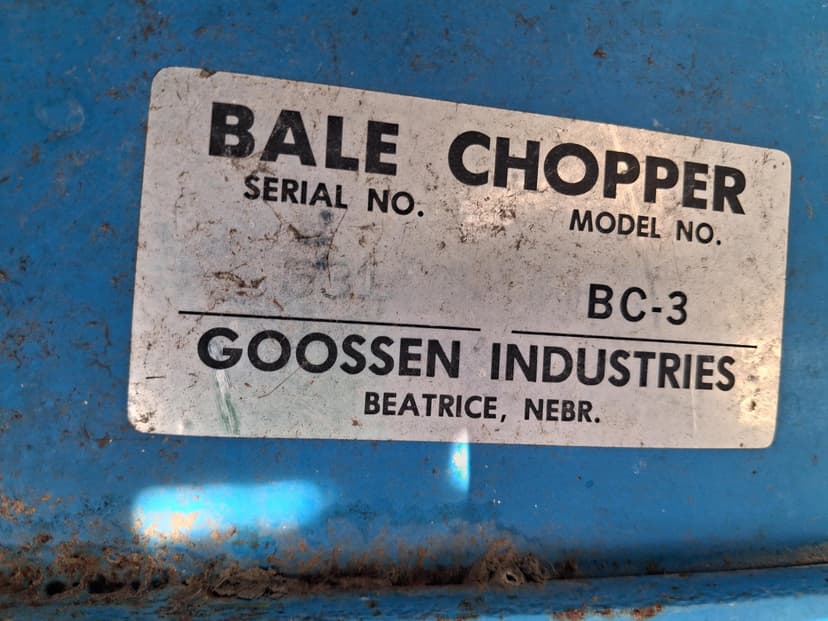 BALE CHOPPER
SERIAL NO. MODEL NO.
BC-3
GOOSSEN INDUSTRIES
BEATRICE, NEBR.